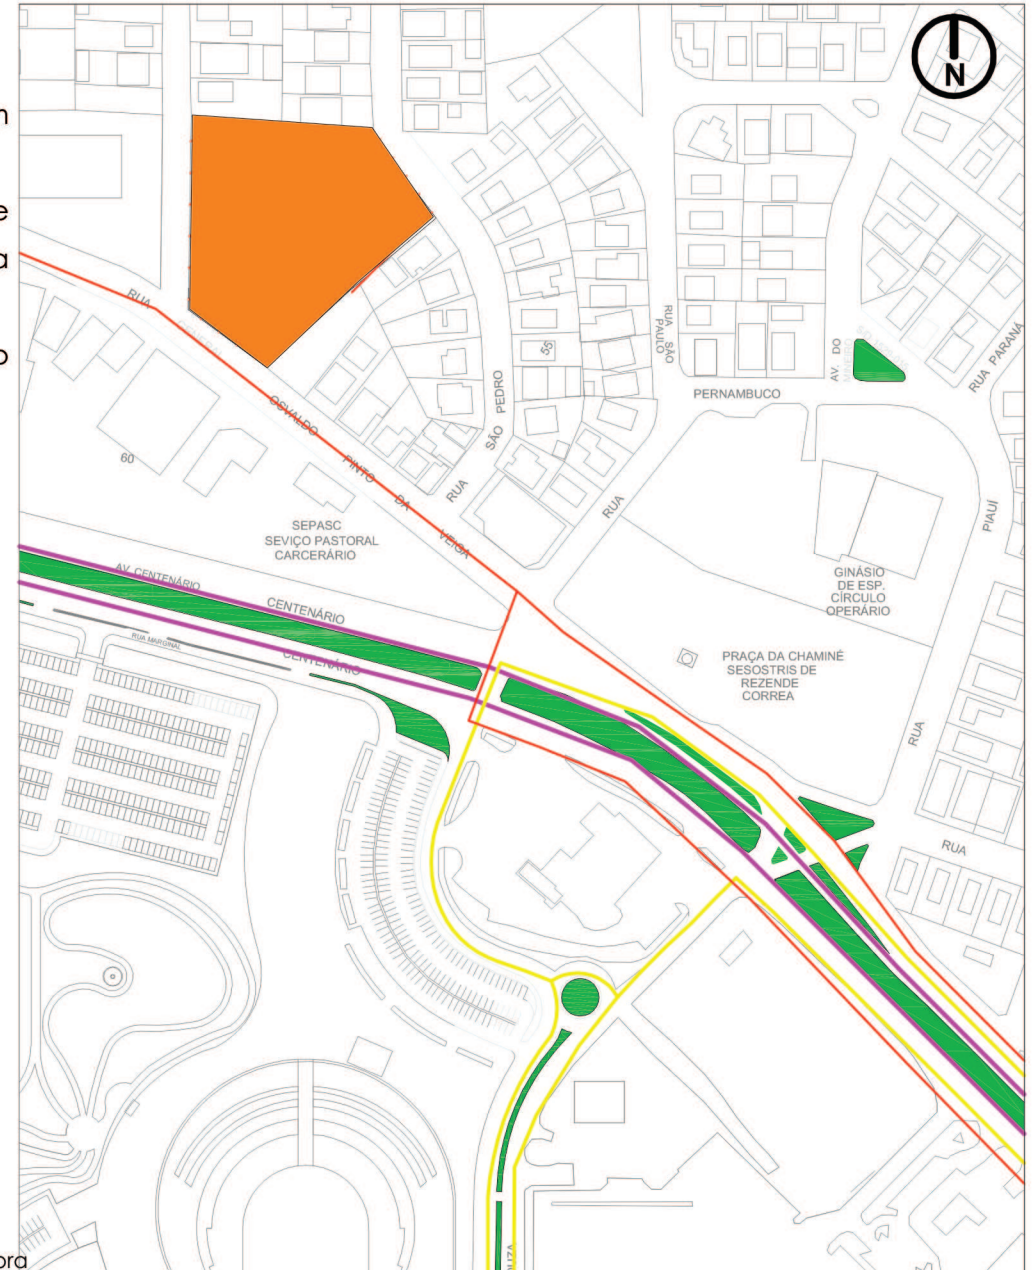 N
RUA
OSVALDO
PINTO
DA
VEIGA
60
55
RUA SÃO
PAULO
AV. DO
MINEIRO
RUA PARANÁ
PERNAMBUCO
SÃO PEDRO
RUA
RUA
SEPASC
SEVIÇO PASTORAL
CARCERÁRIO
PIAUÍ
RUA
GINÁSIO
DE ESP.
CÍRCULO
OPERÁRIO
AV. CENTENÁRIO
CENTENÁRIO
CENTENÁRIO
RUA MARGINAL
PRAÇA DA CHAMINÉ
SESOSTRIS DE
REZENDE
CORREA
RUA
ora